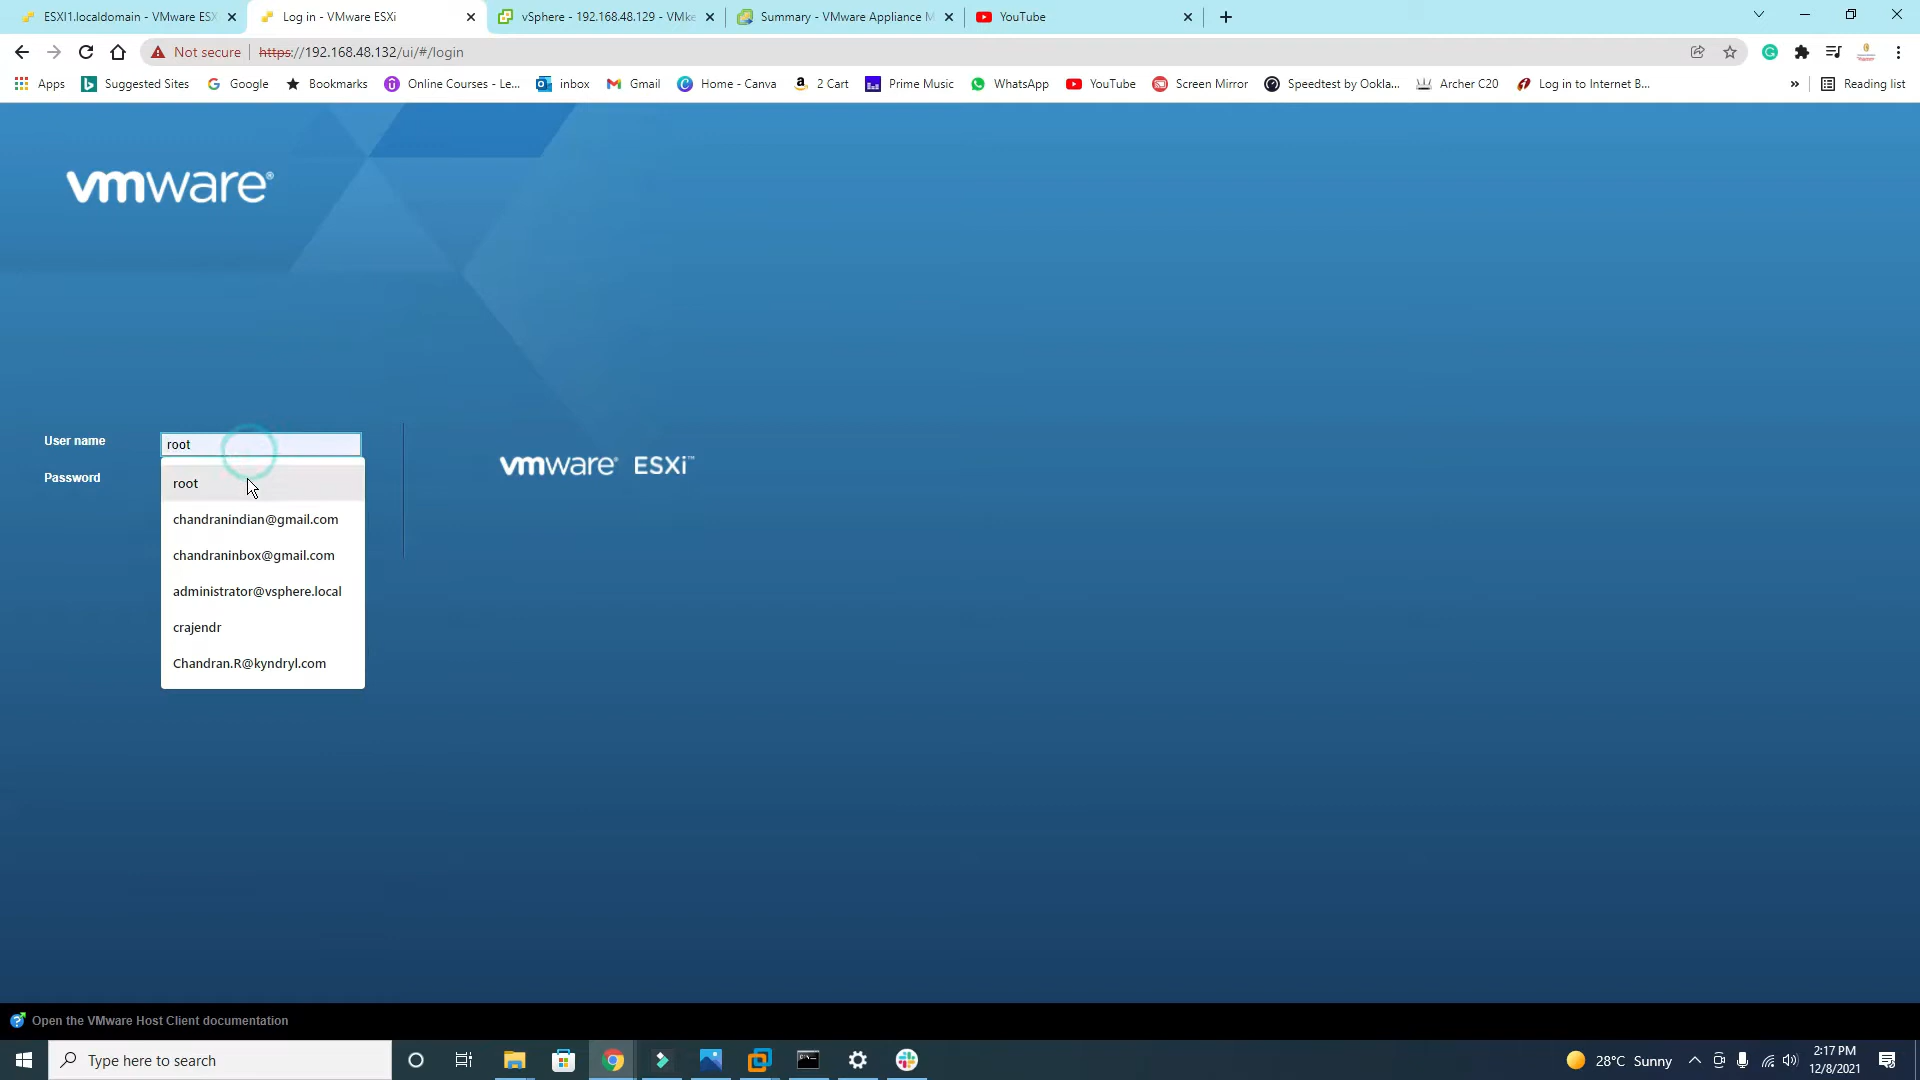 ESXI1.localdomain - VMware ESX
Log in - VMware ESXi
vSphere - 192.168.48.129 - VMke
Summary - VMware Appliance M
YouTube
Not secure
https://192.168.48.132/ui/#/login
Apps
Suggested Sites
Google
Bookmarks
Online Courses - Le...
inbox
Gmail
Home - Canva
2 Cart
Prime Music
WhatsApp
YouTube
Screen Mirror
Speedtest by Ookla...
Archer C20
Log in to Internet B...
»
Reading list
vmware®
User name
root
Password
root
chandranindian@gmail.com
chandraninbox@gmail.com
administrator@vsphere.local
crajendr
Chandran.R@kyndryl.com
vmware® ESXi™
Open the VMware Host Client documentation
Type here to search
28°C Sunny
2:17 PM
12/8/2021